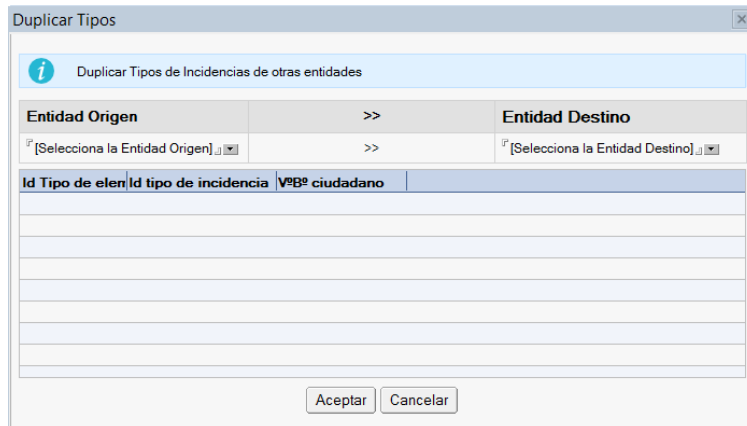 Duplicar Tipos
Duplicar Tipos de Incidencias de otras entidades
Entidad Origen >> Entidad Destino
[Selecciona la Entidad Origen] >> [Selecciona la Entidad Destino]
Id Tipo de elem Id tipo de incidencia VºBº ciudadano
Aceptar Cancelar